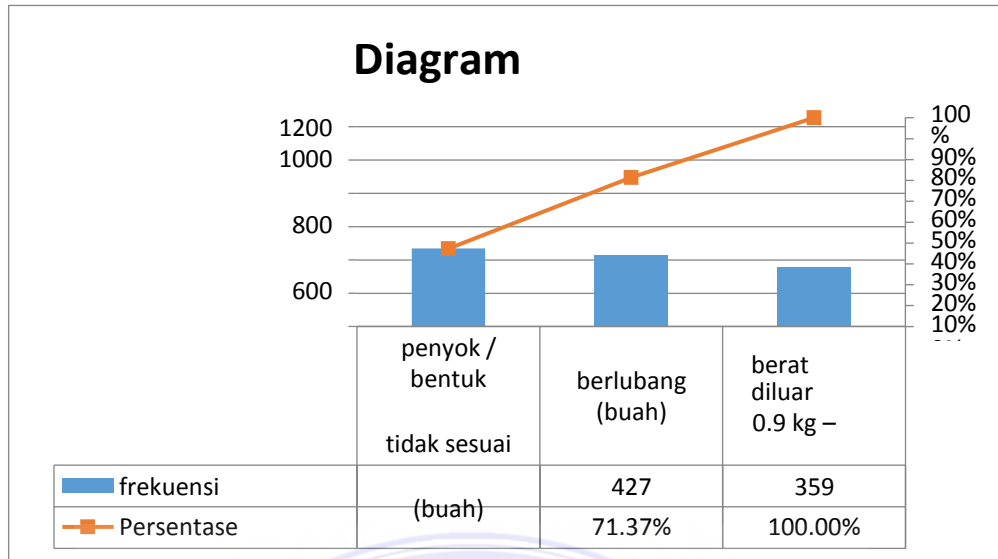 Diagram
1200
1000
800
600
100
%
90%
80%
70%
60%
50%
40%
30%
20%
10%
penyok /
bentuk
tidak sesuai
(buah)
berlubang
(buah)
berat
diluar
0.9 kg –
frekuensi
427
359
Persentase
71.37%
100.00%